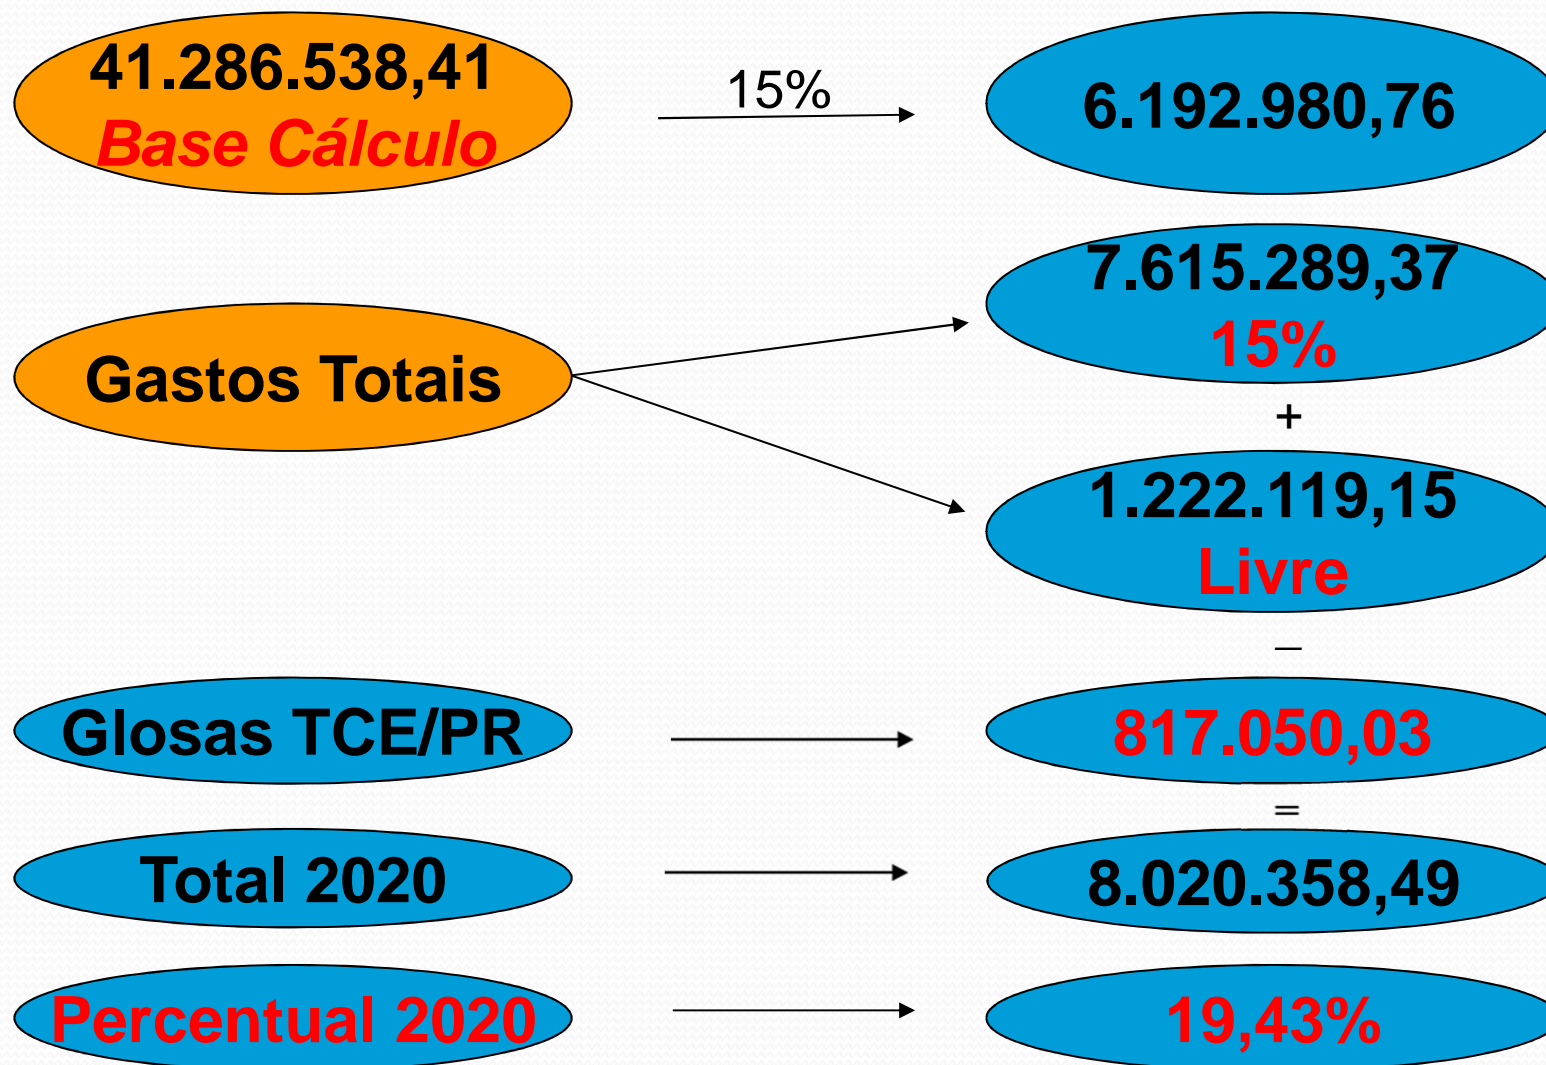 41.286.538,41
Base Cálculo
15%
6.192.980,76
Gastos Totais
7.615.289,37
15%
+
1.222.119,15
Livre
–
Glosas TCE/PR
817.050,03
=
Total 2020
8.020.358,49
Percentual 2020
19,43%